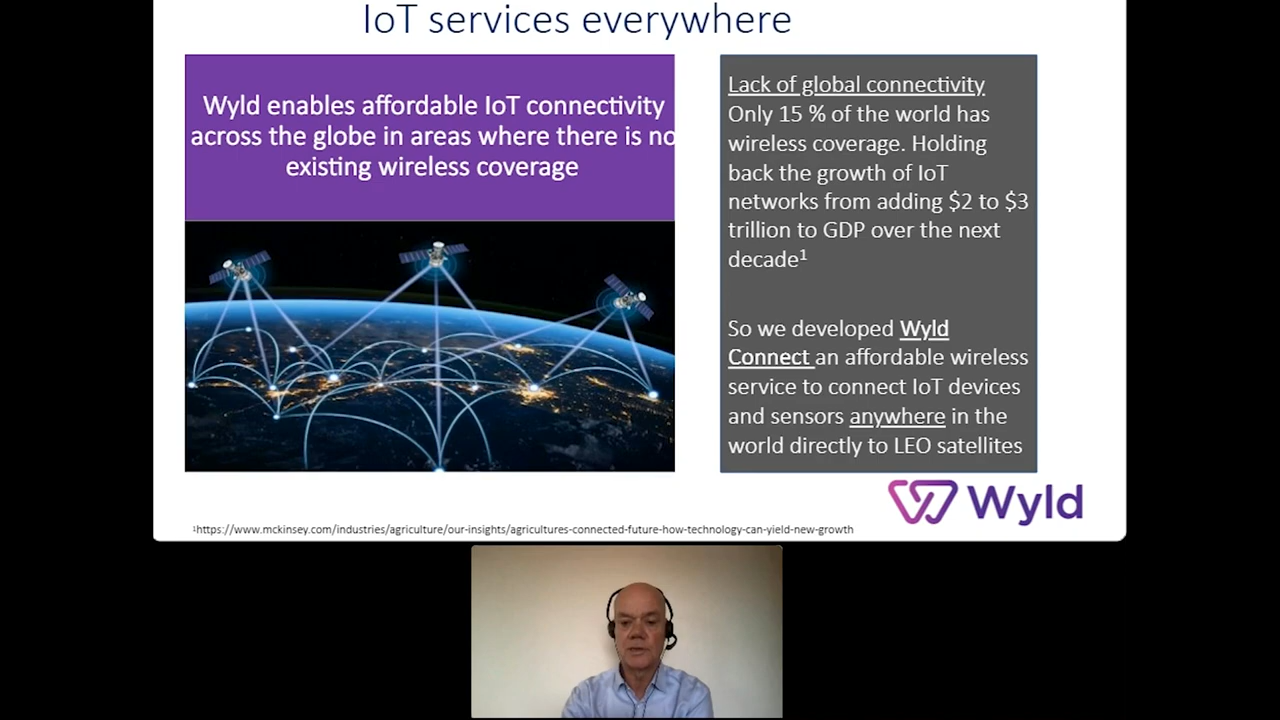 IoT services everywhere
Wyld enables affordable IoT connectivity
across the globe in areas where there is no
existing wireless coverage
Lack of global connectivity
Only 15 % of the world has
wireless coverage. Holding
back the growth of IoT
networks from adding $2 to $3
trillion to GDP over the next
decade¹
So we developed Wyld
Connect an affordable wireless
service to connect IoT devices
and sensors anywhere in the
world directly to LEO satellites
Wyld
¹https://www.mckinsey.com/industries/agriculture/our-insights/agricultures-connected-future-how-technology-can-yield-new-growth